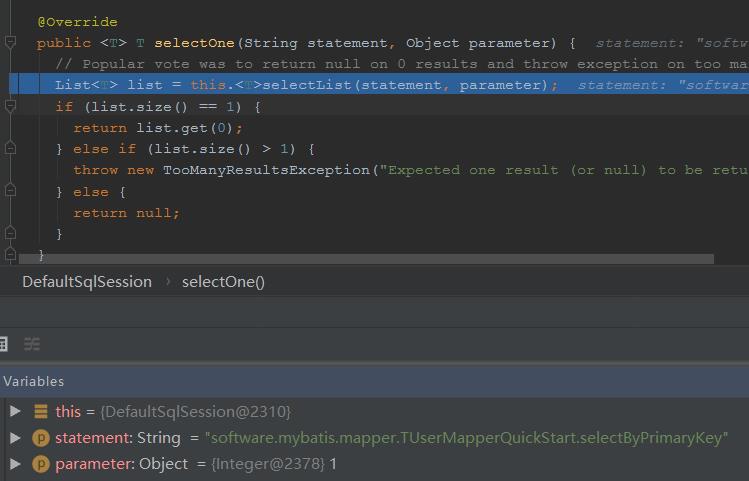 @Override
public <T> T selectOne(String statement, Object parameter) {  statement: "softw
// Popular vote was to return null on 0 results and throw exception on too ma
List<T> list = this.<T>selectList(statement, parameter);  statement: "softwar
if (list.size() == 1) {
return list.get(0);
} else if (list.size() > 1) {
throw new TooManyResultsException("Expected one result (or null) to be retu
} else {
return null;
}
}
DefaultSqlSession › selectOne()
Variables
this = {DefaultSqlSession@2310}
p statement: String = "software.mybatis.mapper.TUserMapperQuickStart.selectByPrimaryKey"
p parameter: Object = {Integer@2378} 1